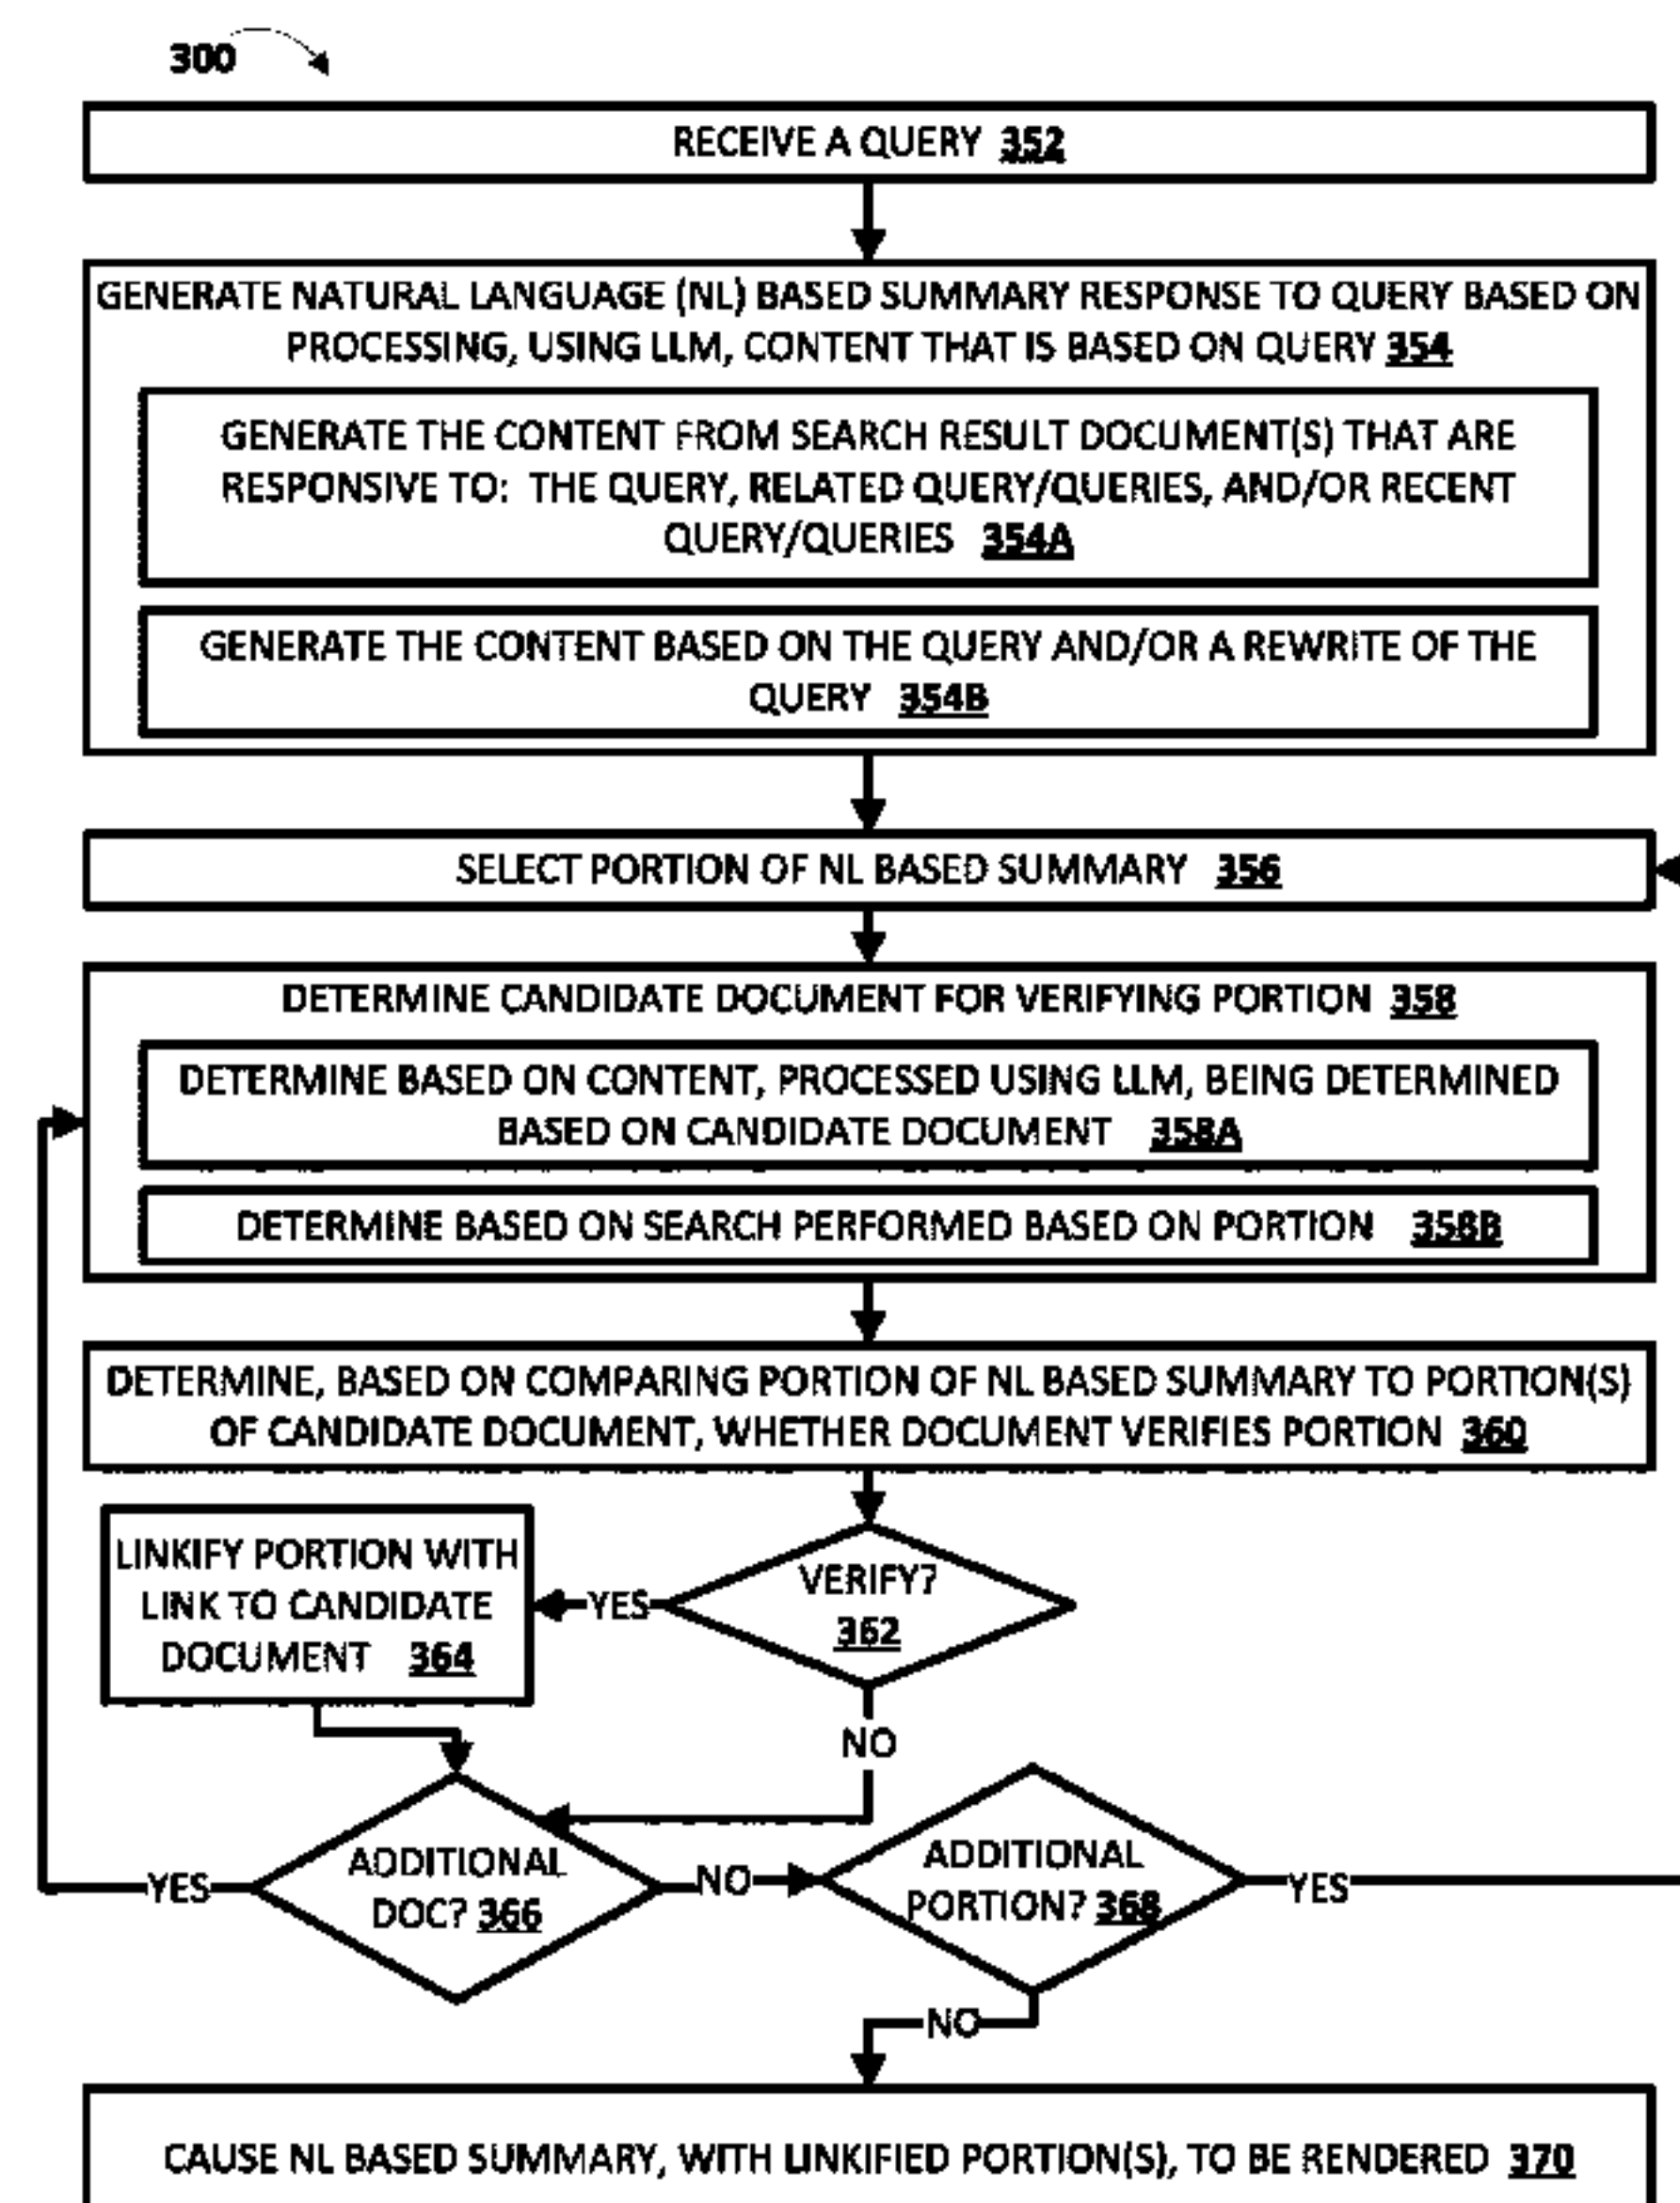 300
RECEIVE A QUERY 352
GENERATE NATURAL LANGUAGE (NL) BASED SUMMARY RESPONSE TO QUERY BASED ON
PROCESSING, USING LLM, CONTENT THAT IS BASED ON QUERY 354
GENERATE THE CONTENT FROM SEARCH RESULT DOCUMENT(S) THAT ARE
RESPONSIVE TO: THE QUERY, RELATED QUERY/QUERIES, AND/OR RECENT
QUERY/QUERIES 354A
GENERATE THE CONTENT BASED ON THE QUERY AND/OR A REWRITE OF THE
QUERY 354B
SELECT PORTION OF NL BASED SUMMARY 356
DETERMINE CANDIDATE DOCUMENT FOR VERIFYING PORTION 358
DETERMINE BASED ON CONTENT, PROCESSED USING LLM, BEING DETERMINED
BASED ON CANDIDATE DOCUMENT 358A
DETERMINE BASED ON SEARCH PERFORMED BASED ON PORTION 358B
DETERMINE, BASED ON COMPARING PORTION OF NL BASED SUMMARY TO PORTION(S)
OF CANDIDATE DOCUMENT, WHETHER DOCUMENT VERIFIES PORTION 360
LINKIFY PORTION WITH
LINK TO CANDIDATE
DOCUMENT 364
YES
VERIFY?
362
NO
YES
ADDITIONAL
DOC? 366
NO
ADDITIONAL
PORTION? 368
YES
NO
CAUSE NL BASED SUMMARY, WITH LINKIFIED PORTION(S), TO BE RENDERED 370